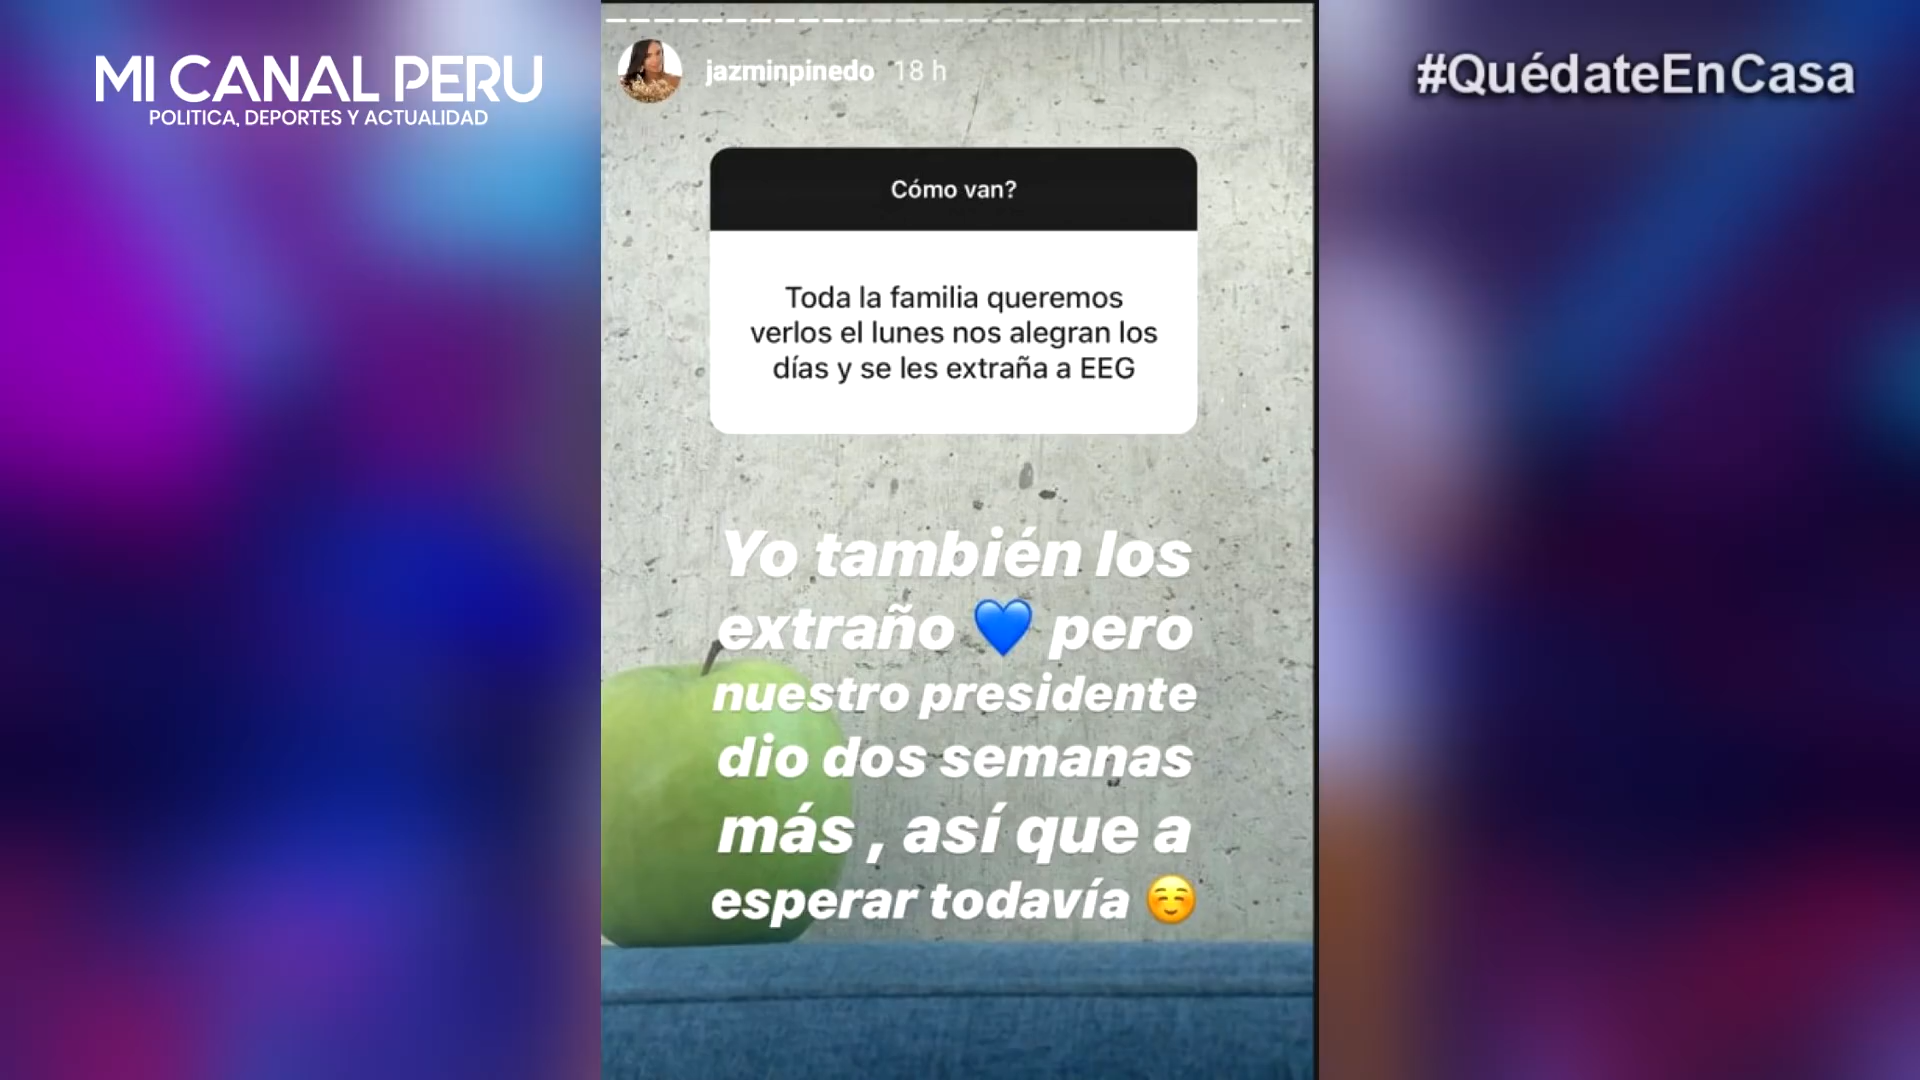 MI CANAL PERU
POLITICA, DEPORTES Y ACTUALIDAD
#QuédateEnCasa
jazminpinedo 18 h
Cómo van?
Toda la familia queremos
verlos el lunes nos alegran los
días y se les extraña a EEG
Yo también los
extraño 💙 pero
nuestro presidente
dio dos semanas
más , así que a
esperar todavía ☺️